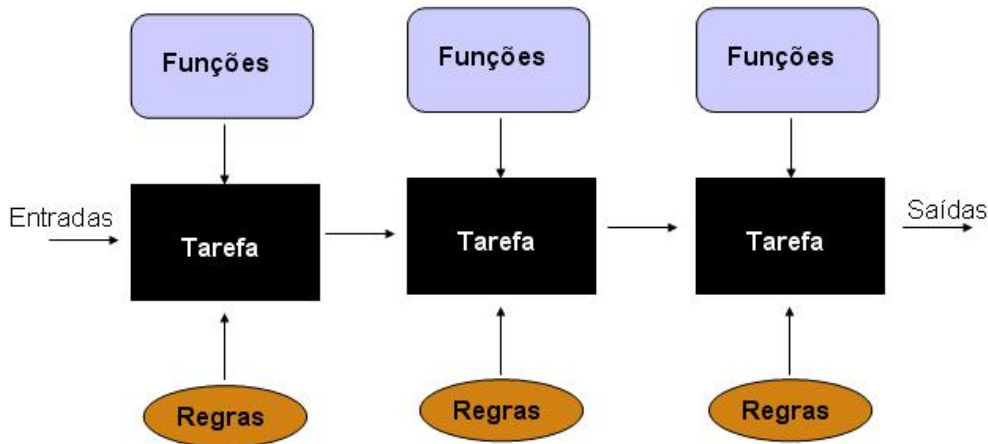 Funções
Funções
Funções
Entradas
Tarefa
Tarefa
Tarefa
Saídas
Regras
Regras
Regras